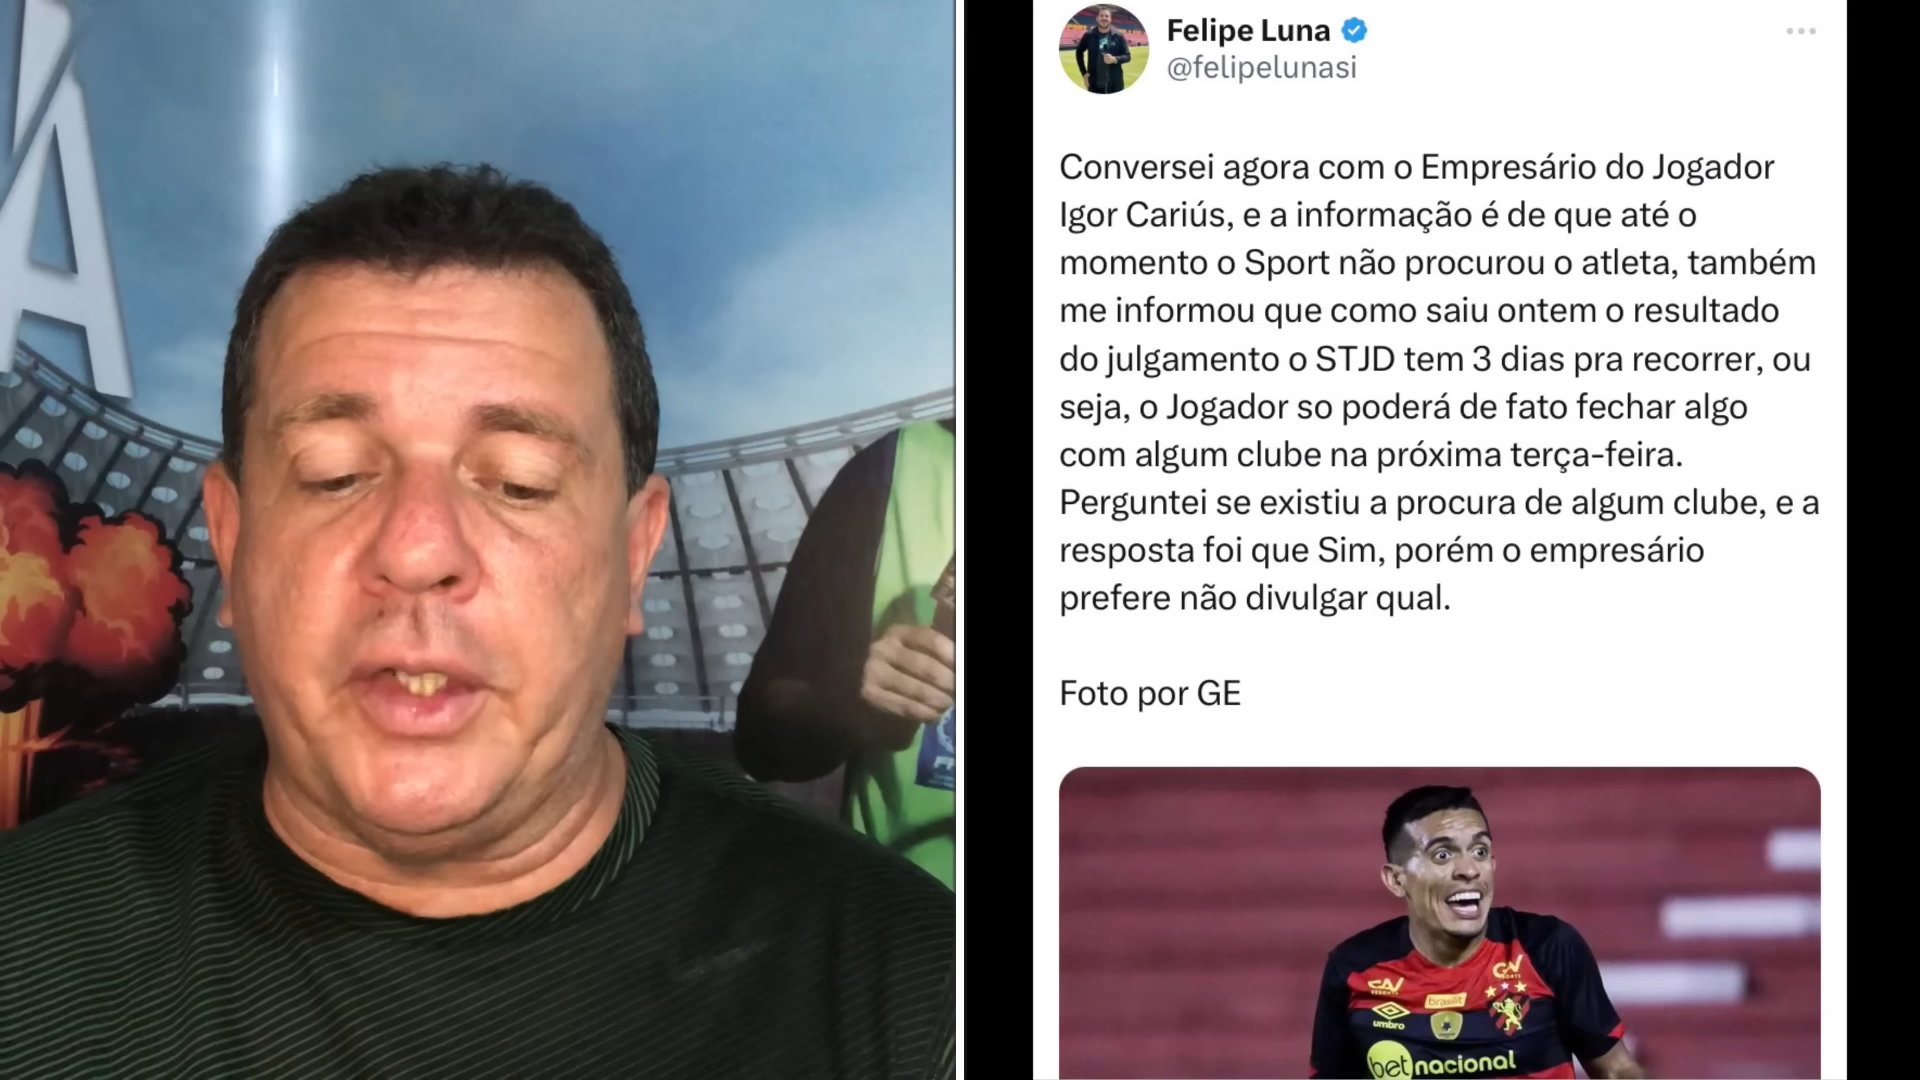 A
Felipe Luna
@felipelunasi
Conversei agora com o Empresário do Jogador
Igor Cariús, e a informação é de que até o
momento o Sport não procurou o atleta, também
me informou que como saiu ontem o resultado
do julgamento o STJD tem 3 dias pra recorrer, ou
seja, o Jogador so poderá de fato fechar algo
com algum clube na próxima terça-feira.
Perguntei se existiu a procura de algum clube, e a
resposta foi que Sim, porém o empresário
prefere não divulgar qual.
Foto por GE
brasilit
umbro
betnacional